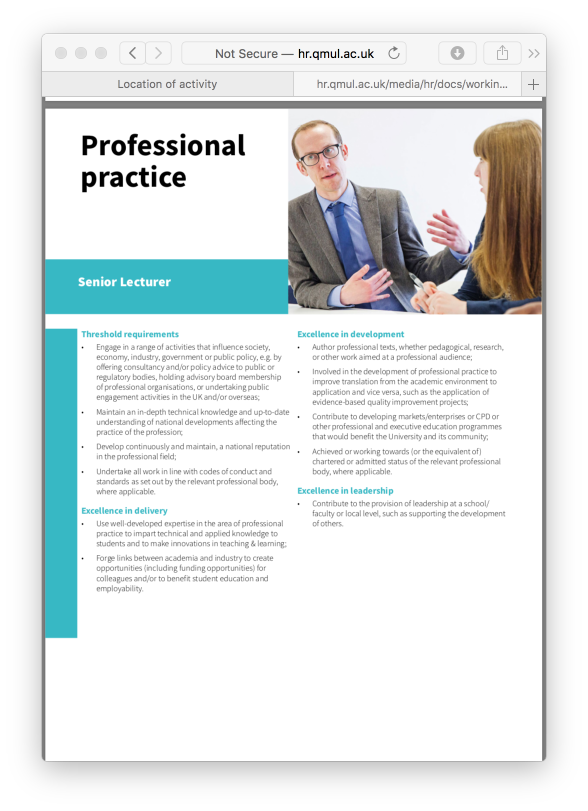 Not Secure — hr.qmul.ac.uk
Location of activity
hr.qmul.ac.uk/media/hr/docs/workin...
Professional
practice
Senior Lecturer
Threshold requirements
• Engage in a range of activities that influence society,
economy, industry, government or public policy, e.g. by
offering consultancy and/or policy advice to public or
regulatory bodies, holding advisory board membership
of professional organisations, or undertaking public
engagement activities in the UK and/or overseas;
• Maintain an in-depth technical knowledge and up-to-date
understanding of national developments affecting the
practice of the profession;
• Develop continuously and maintain, a national reputation
in the professional field;
• Undertake all work in line with codes of conduct and
standards as set out by the relevant professional body,
where applicable.
Excellence in delivery
• Use well-developed expertise in the area of professional
practice to impart technical and applied knowledge to
students and to make innovations in teaching & learning;
• Forge links between academia and industry to create
opportunities (including funding opportunities) for
colleagues and/or to benefit student education and
employability.
Excellence in development
• Author professional texts, whether pedagogical, research,
or other work aimed at a professional audience;
• Involved in the development of professional practice to
improve translation from the academic environment to
application and vice versa, such as the application of
evidence-based quality improvement projects;
• Contribute to developing markets/enterprises or CPD or
other professional and executive education programmes
that would benefit the University and its community;
• Achieved or working towards (or the equivalent of)
chartered or admitted status of the relevant professional
body, where applicable.
Excellence in leadership
• Contribute to the provision of leadership at a school/
faculty or local level, such as supporting the development
of others.